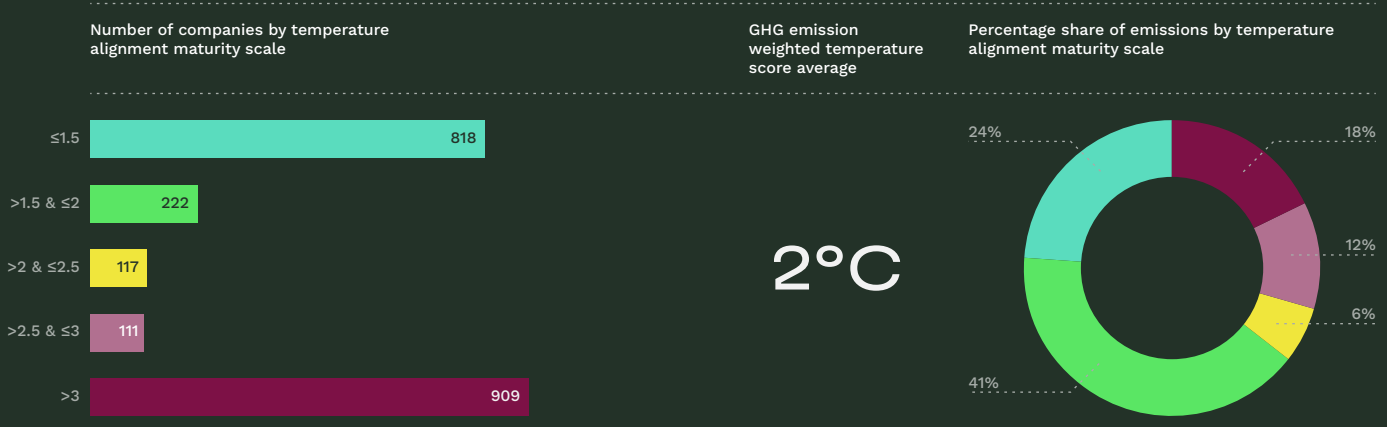 Number of companies by temperature
alignment maturity scale
GHG emission
weighted temperature
score average
Percentage share of emissions by temperature
alignment maturity scale
≤1.5
818
>1.5 & ≤2
222
>2 & ≤2.5
117
>2.5 & ≤3
111
>3
909
2°C
24%
18%
12%
6%
41%